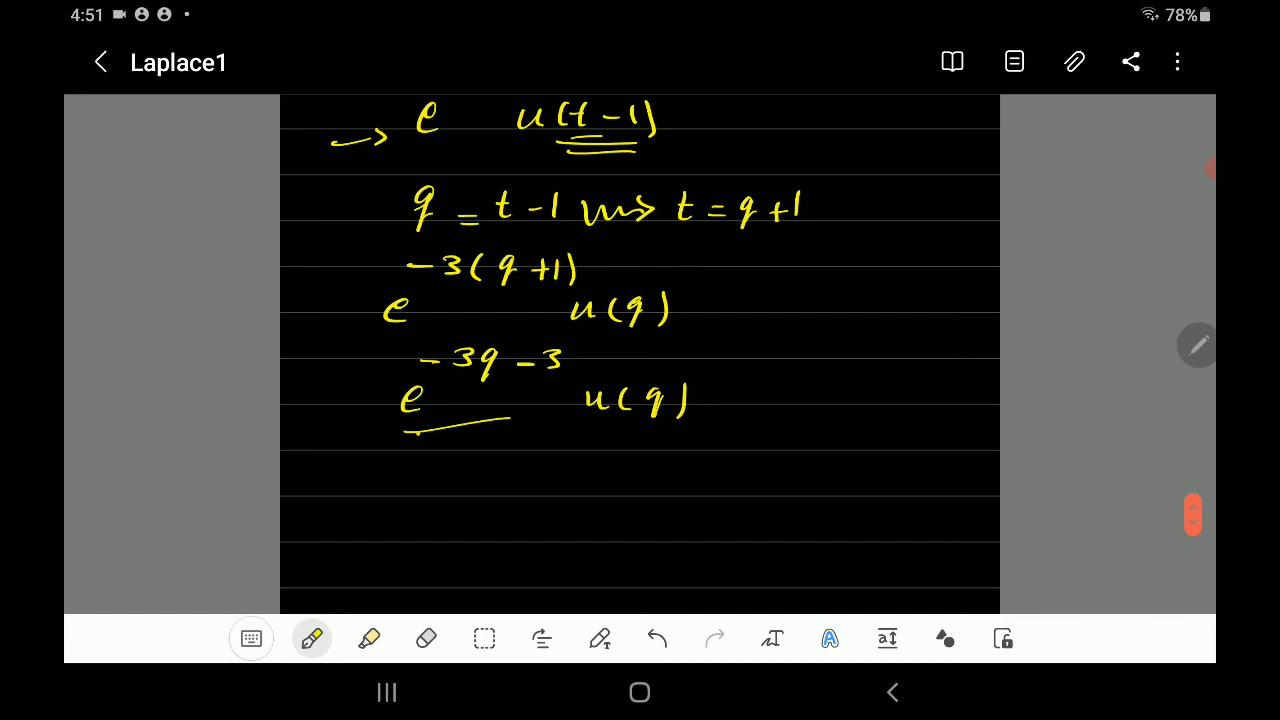 4:51 78%
Laplace1
→ e u(t-1)
q = t-1 ⇝ t = q+1
-3(q+1)
e u(q)
-3q-3
e u(q)